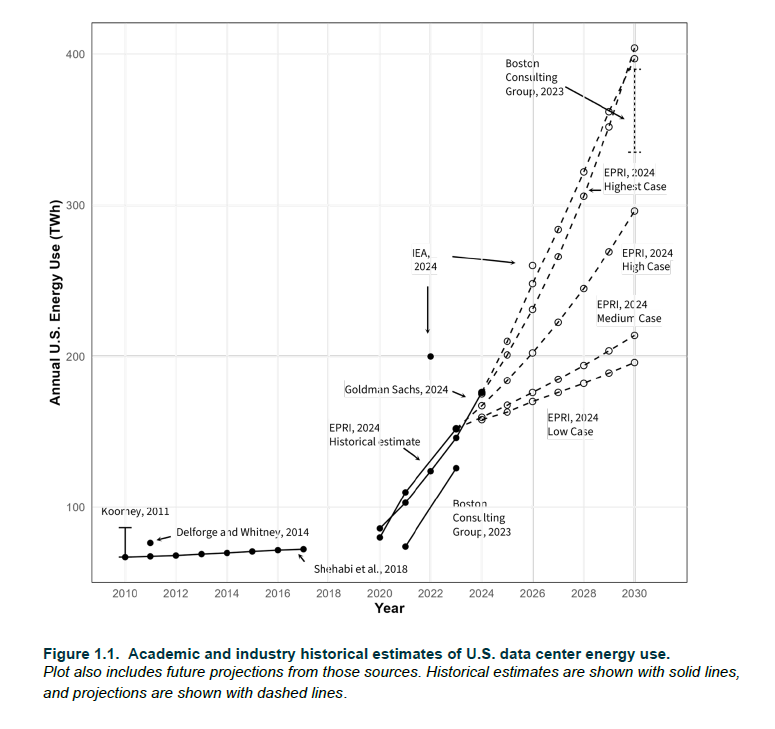 400
Boston
Consulting
Group, 2023
EPRI, 2024
Highest Case
300
IEA,
2024
EPRI, 2024
High Case
EPRI, 2024
Medium Case
Annual U.S. Energy Use (TWh)
200
Goldman Sachs, 2024
EPRI, 2024
Historical estimate
EPRI, 2024
Low Case
100
Koomey, 2011
Boston
Consulting
Group, 2023
Delforge and Whitney, 2014
Shehabi et al., 2018
2010 2012 2014 2016 2018 2020 2022 2024 2026 2028 2030
Year
Figure 1.1. Academic and industry historical estimates of U.S. data center energy use.
Plot also includes future projections from those sources. Historical estimates are shown with solid lines,
and projections are shown with dashed lines.